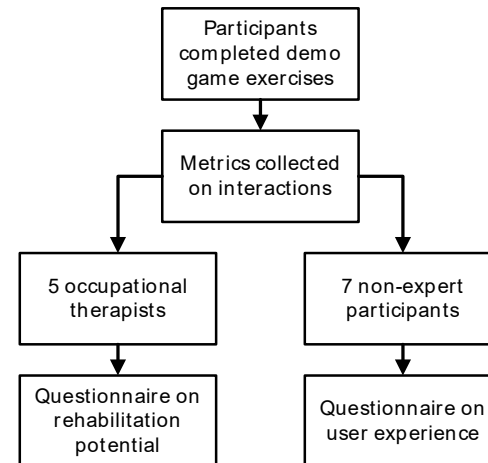 Participants
completed demo
game exercises
Metrics collected
on interactions
5 occupational
therapists
7 non-expert
participants
Questionnaire on
rehabilitation
potential
Questionnaire on
user experience